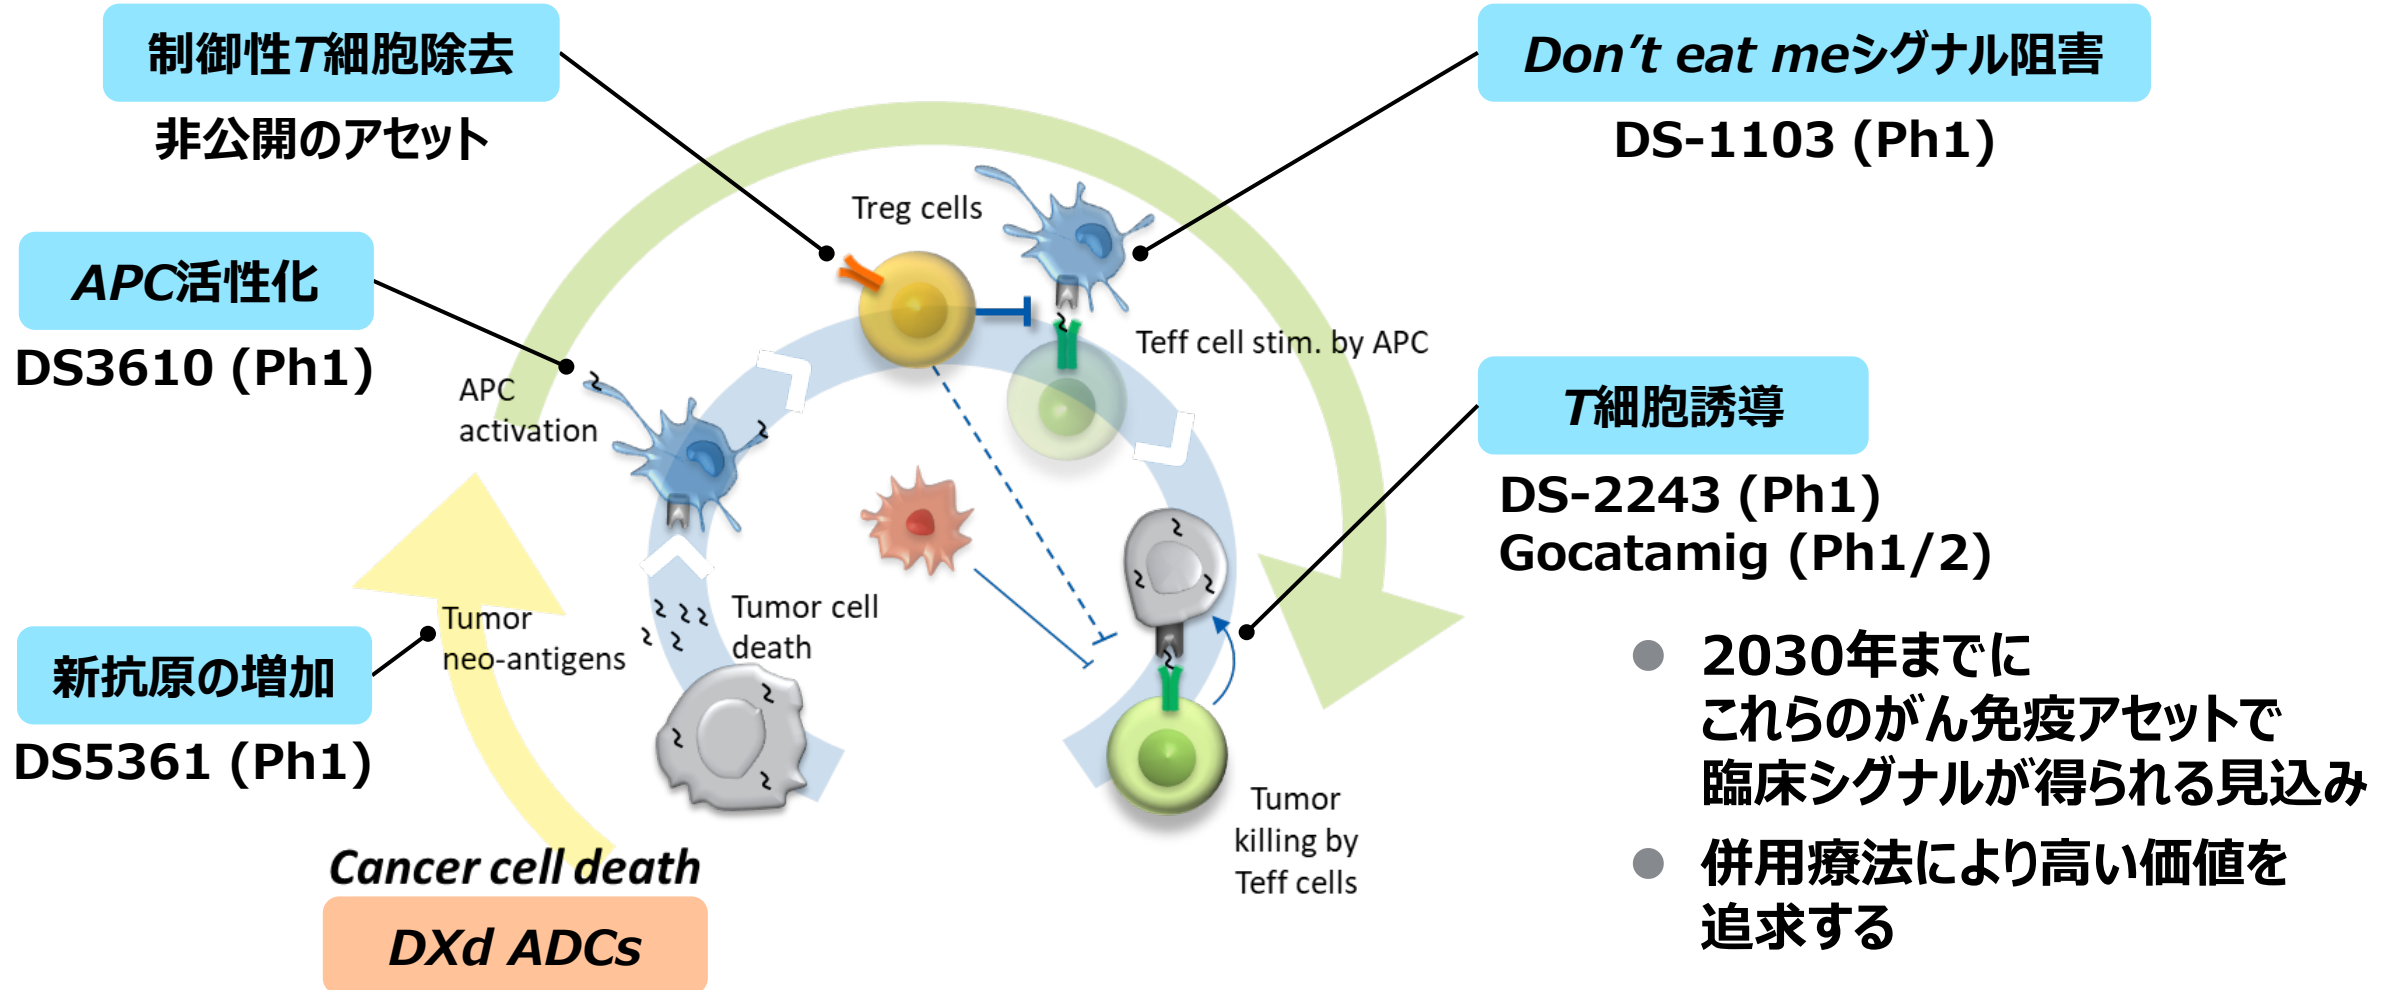 制御性T細胞除去
非公開のアセット
Don't eat meシグナル阻害
DS-1103 (Ph1)
Treg cells
APC活性化
DS3610 (Ph1)
APC
activation
Teff cell stim. by APC
T細胞誘導
DS-2243 (Ph1)
Gocatamig (Ph1/2)
新抗原の増加
DS5361 (Ph1)
Tumor
neo-antigens
Tumor cell
death
Tumor
killing by
Teff cells
Cancer cell death
DXd ADCs
● 2030年までに
これらのがん免疫アセットで
臨床シグナルが得られる見込み
● 併用療法により高い価値を
追求する